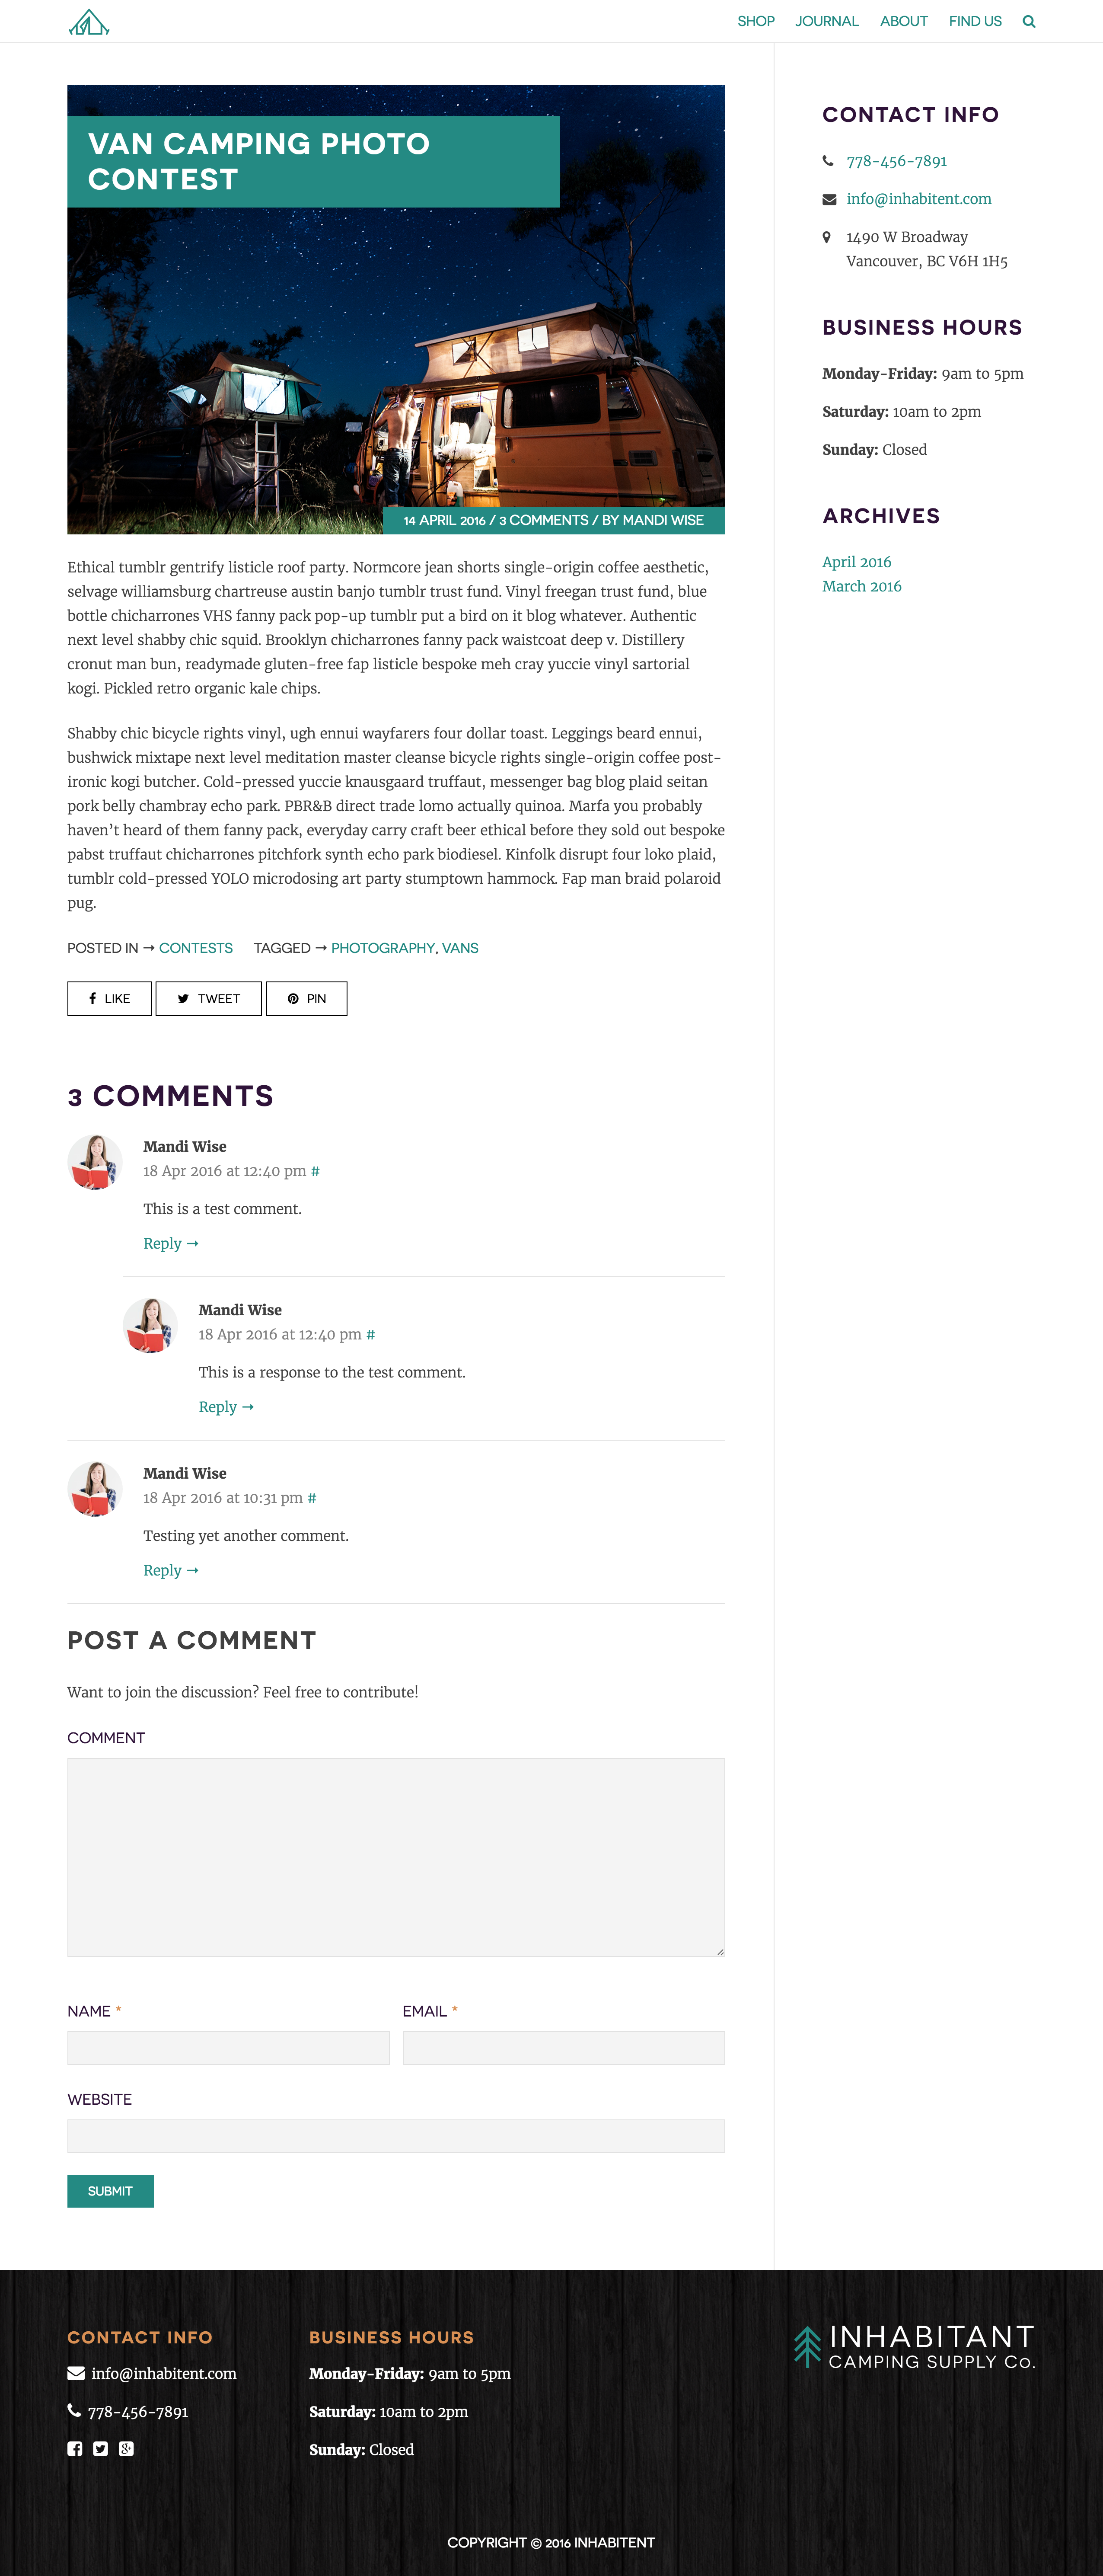 SHOP JOURNAL ABOUT FIND US
VAN CAMPING PHOTO
CONTEST
14 APRIL 2016 / 3 COMMENTS / BY MANDI WISE
Ethical tumblr gentrify listicle roof party. Normcore jean shorts single-origin coffee aesthetic,
selvage williamsburg chartreuse austin banjo tumblr trust fund. Vinyl freegan trust fund, blue
bottle chicharrones VHS fanny pack pop-up tumblr put a bird on it blog whatever. Authentic
next level shabby chic squid. Brooklyn chicharrones fanny pack waistcoat deep v. Distillery
cronut man bun, readymade gluten-free fap listicle bespoke meh cray yuccie vinyl sartorial
kogi. Pickled retro organic kale chips.
Shabby chic bicycle rights vinyl, ugh ennui wayfarers four dollar toast. Leggings beard ennui,
bushwick mixtape next level meditation master cleanse bicycle rights single-origin coffee post-
ironic kogi butcher. Cold-pressed yuccie knausgaard truffaut, messenger bag blog plaid seitan
pork belly chambray echo park. PBR&B direct trade lomo actually quinoa. Marfa you probably
haven’t heard of them fanny pack, everyday carry craft beer ethical before they sold out bespoke
pabst truffaut chicharrones pitchfork synth echo park biodiesel. Kinfolk disrupt four loko plaid,
tumblr cold-pressed YOLO microdosing art party stumptown hammock. Fap man braid polaroid
pug.
POSTED IN → CONTESTS TAGGED → PHOTOGRAPHY, VANS
LIKE TWEET PIN
3 COMMENTS
Mandi Wise
18 Apr 2016 at 12:40 pm #
This is a test comment.
Reply →
Mandi Wise
18 Apr 2016 at 12:40 pm #
This is a response to the test comment.
Reply →
Mandi Wise
18 Apr 2016 at 10:31 pm #
Testing yet another comment.
Reply →
POST A COMMENT
Want to join the discussion? Feel free to contribute!
COMMENT
NAME * EMAIL *
WEBSITE
SUBMIT
CONTACT INFO
778-456-7891
info@inhabitent.com
1490 W Broadway
Vancouver, BC V6H 1H5
BUSINESS HOURS
Monday-Friday: 9am to 5pm
Saturday: 10am to 2pm
Sunday: Closed
ARCHIVES
April 2016
March 2016
CONTACT INFO
info@inhabitent.com
778-456-7891
BUSINESS HOURS
Monday-Friday: 9am to 5pm
Saturday: 10am to 2pm
Sunday: Closed
INHABITANT
CAMPING SUPPLY Co.
COPYRIGHT © 2016 INHABITENT